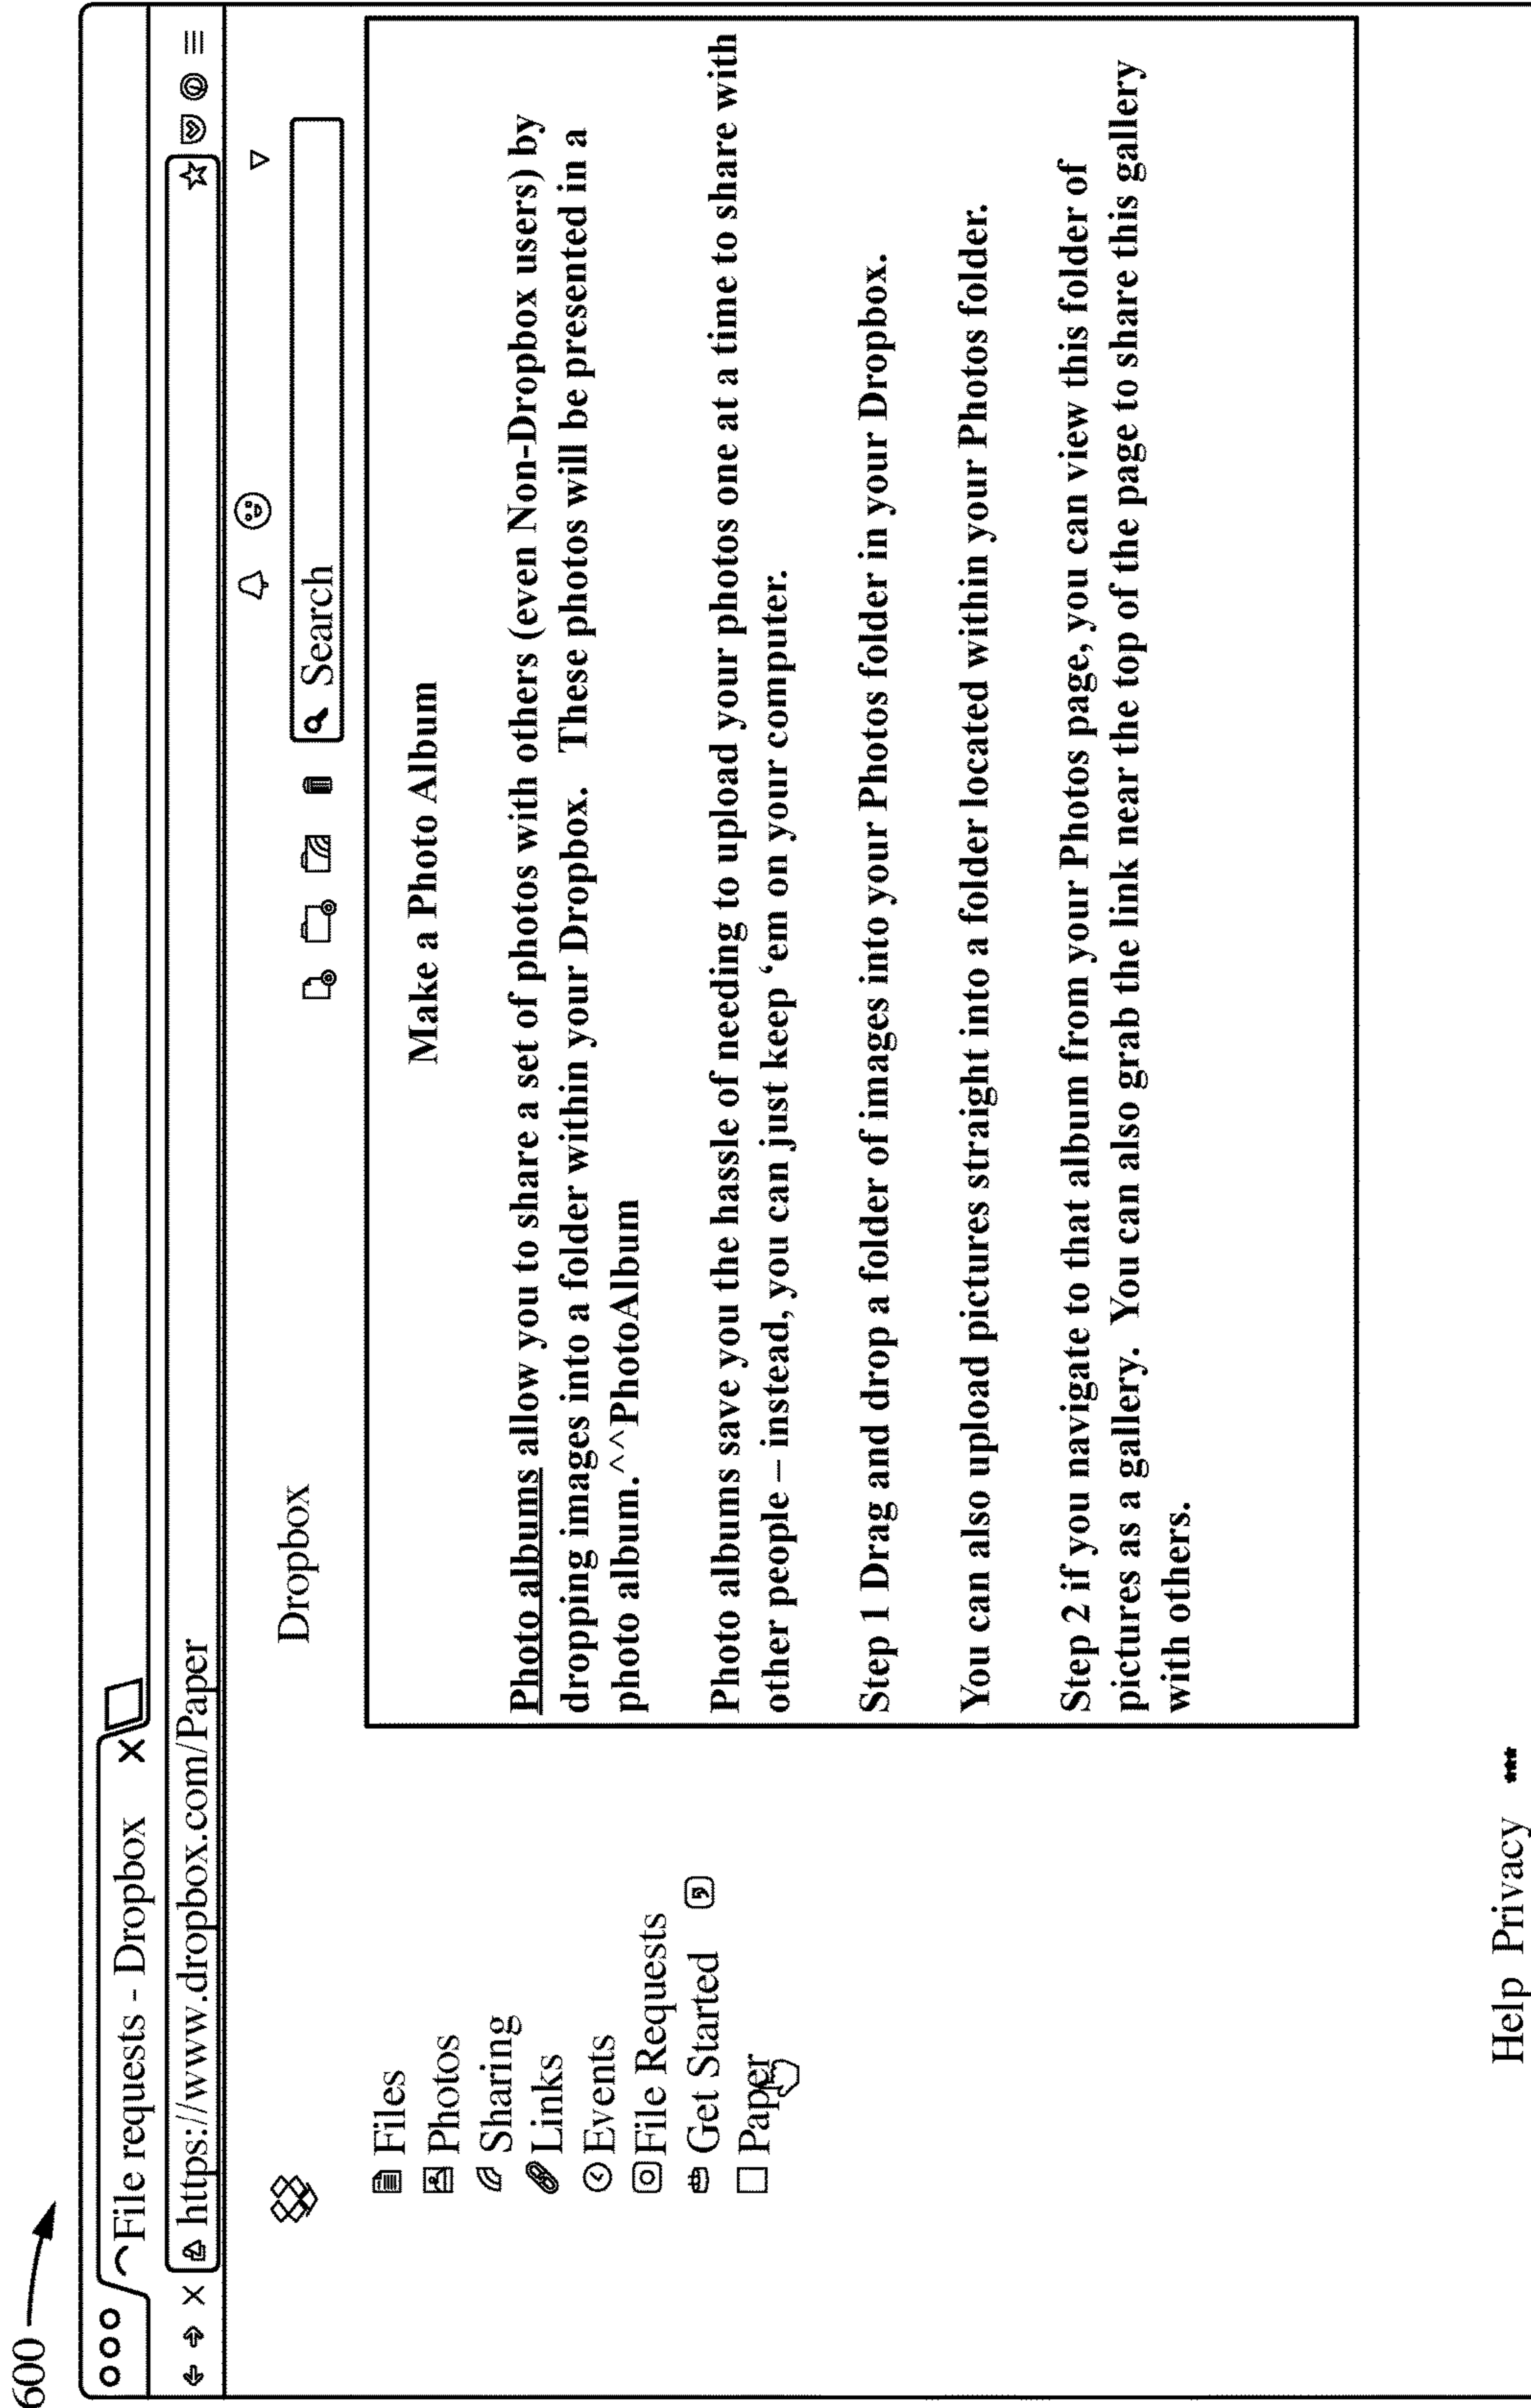 600
File requests - Dropbox X
https://www.dropbox.com/Paper
Dropbox
Search
Files
Photos
Sharing
Links
Events
File Requests
Get Started
Paper
Make a Photo Album
Photo albums allow you to share a set of photos with others (even Non-Dropbox users) by
dropping images into a folder within your Dropbox. These photos will be presented in a
photo album.^^PhotoAlbum
Photo albums save you the hassle of needing to upload your photos one at a time to share with
other people – instead, you can just keep ‘em on your computer.
Step 1 Drag and drop a folder of images into your Photos folder in your Dropbox.
You can also upload pictures straight into a folder located within your Photos folder.
Step 2 if you navigate to that album from your Photos page, you can view this folder of
pictures as a gallery. You can also grab the link near the top of the page to share this gallery
with others.
Help Privacy